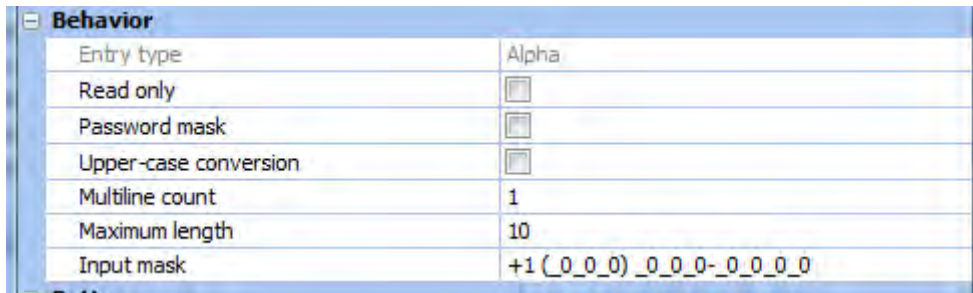 Behavior
Entry type Alpha
Read only
Password mask
Upper-case conversion
Multiline count 1
Maximum length 10
Input mask +1 (_0_0_0) _0_0_0-_0_0_0_0